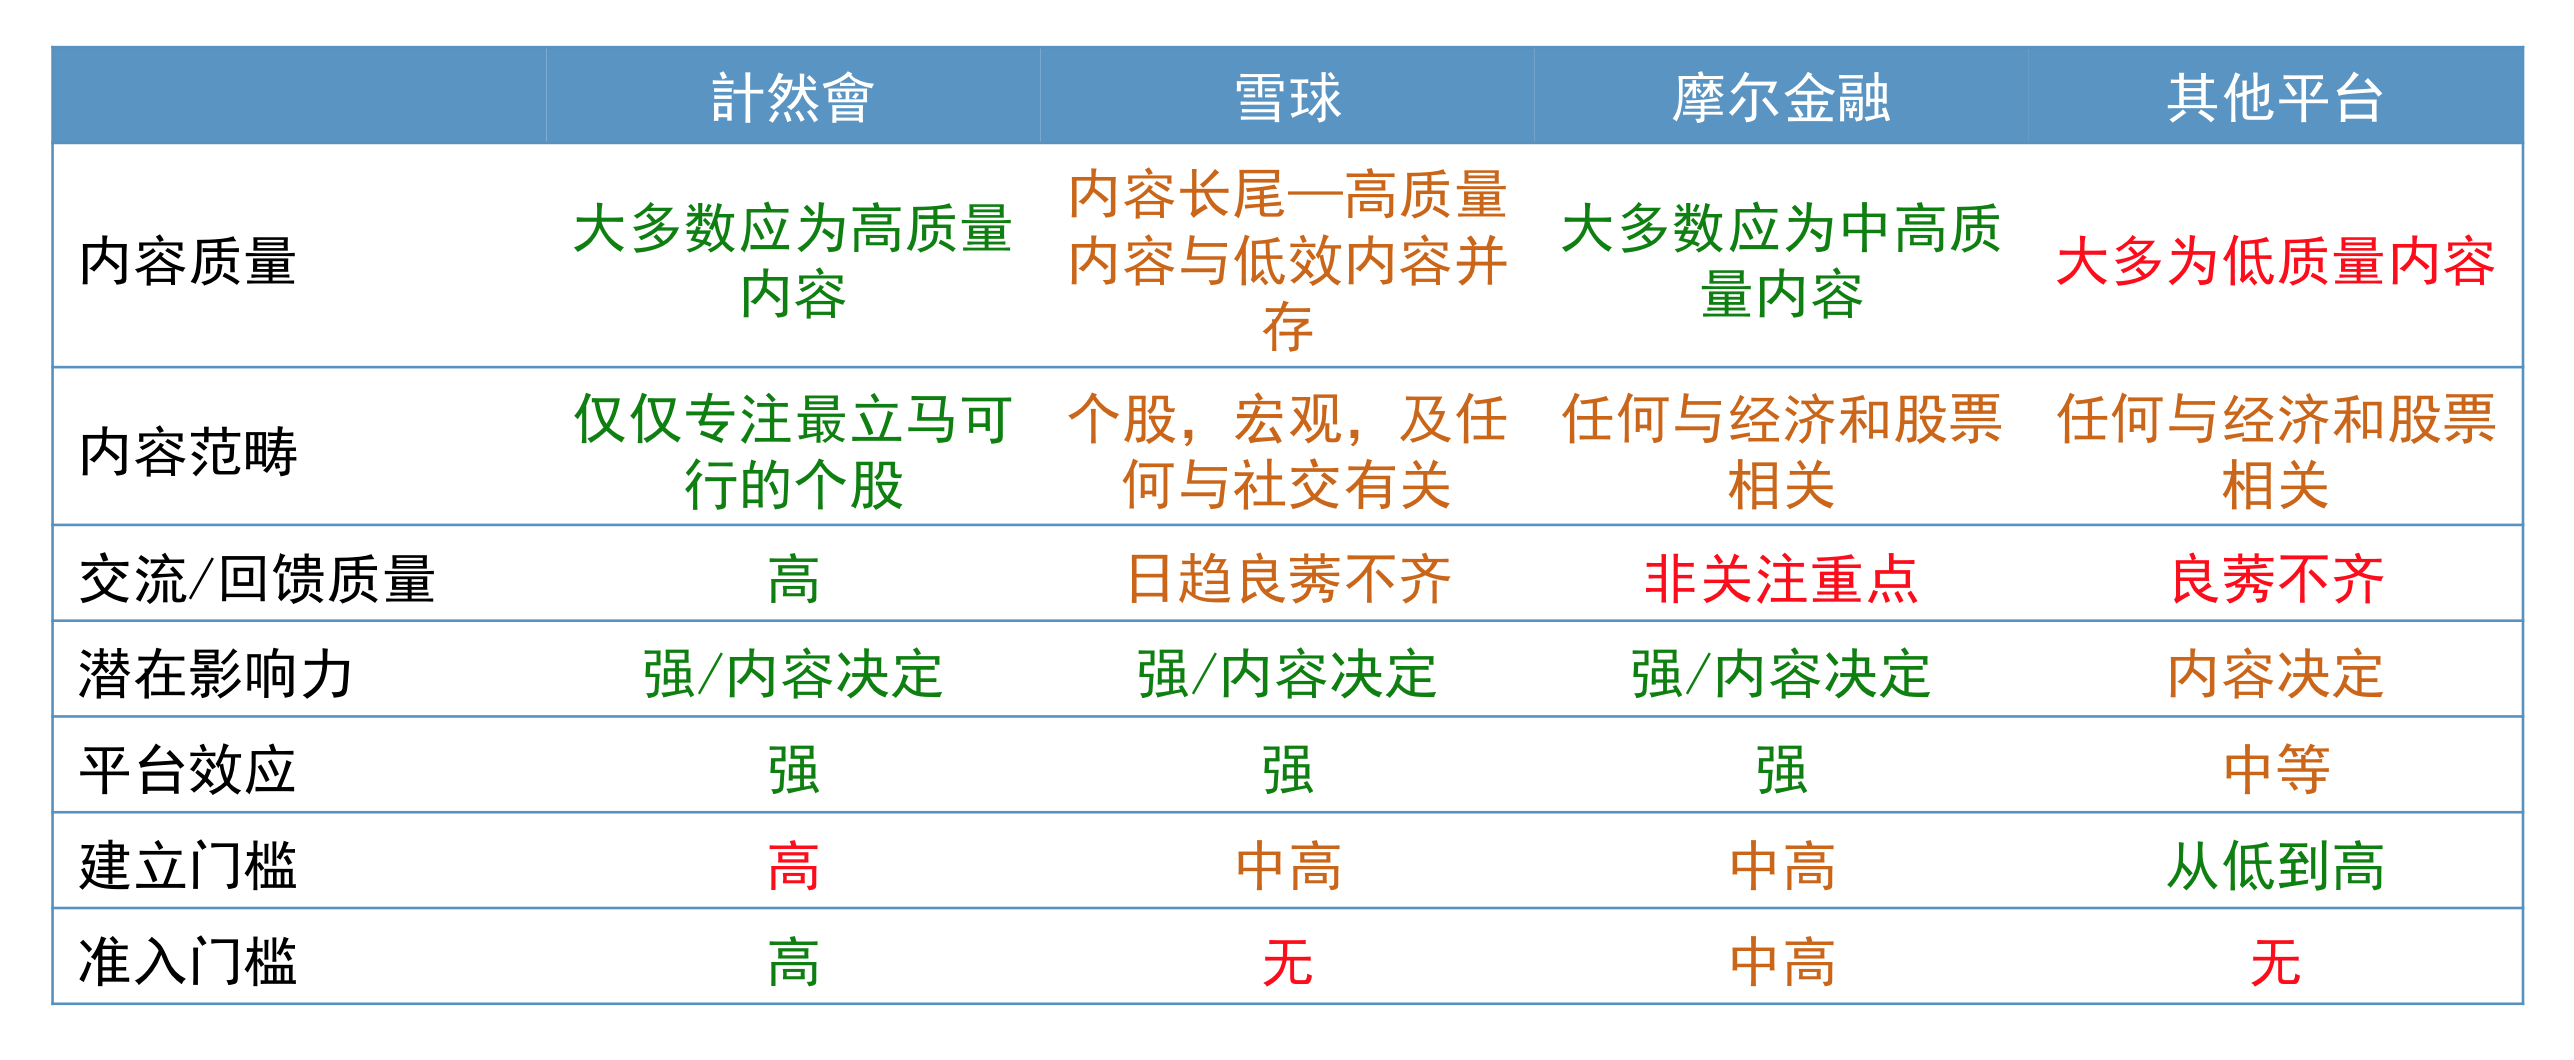 計然會 雪球 摩尔金融 其他平台
内容质量 大多数应为高质量内容 内容长尾—高质量内容与低效内容并存 大多数应为中高质量内容 大多为低质量内容
内容范畴 仅仅专注最立马可行的个股 个股，宏观，及任何与社交有关 任何与经济和股票相关 任何与经济和股票相关
交流/回馈质量 高 日趋良莠不齐 非关注重点 良莠不齐
潜在影响力 强/内容决定 强/内容决定 强/内容决定 内容决定
平台效应 强 强 强 中等
建立门槛 高 中高 中高 从低到高
准入门槛 高 无 中高 无